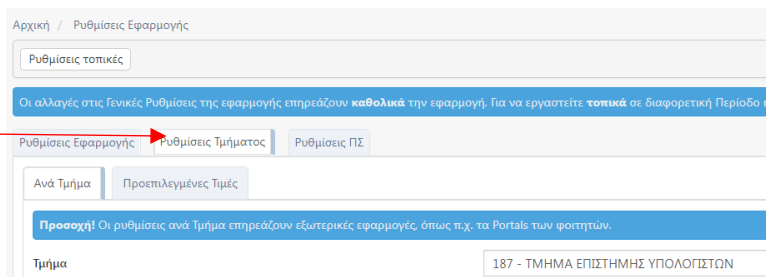 Αρχική / Ρυθμίσεις Εφαρμογής
Ρυθμίσεις τοπικές
Οι αλλαγές στις Γενικές Ρυθμίσεις της εφαρμογής επηρεάζουν καθολικά την εφαρμογή. Για να εργαστείτε τοπικά σε διαφορετική Περίοδο
Ρυθμίσεις Εφαρμογής Ρυθμίσεις Τμήματος Ρυθμίσεις ΠΣ
Ανά Τμήμα Προεπιλεγμένες Τιμές
Προσοχή! Οι ρυθμίσεις ανά Τμήμα επηρεάζουν εξωτερικές εφαρμογές, όπως π.χ. τα Portals των φοιτητών.
Τμήμα 187 - ΤΜΗΜΑ ΕΠΙΣΤΗΜΗΣ ΥΠΟΛΟΓΙΣΤΩΝ